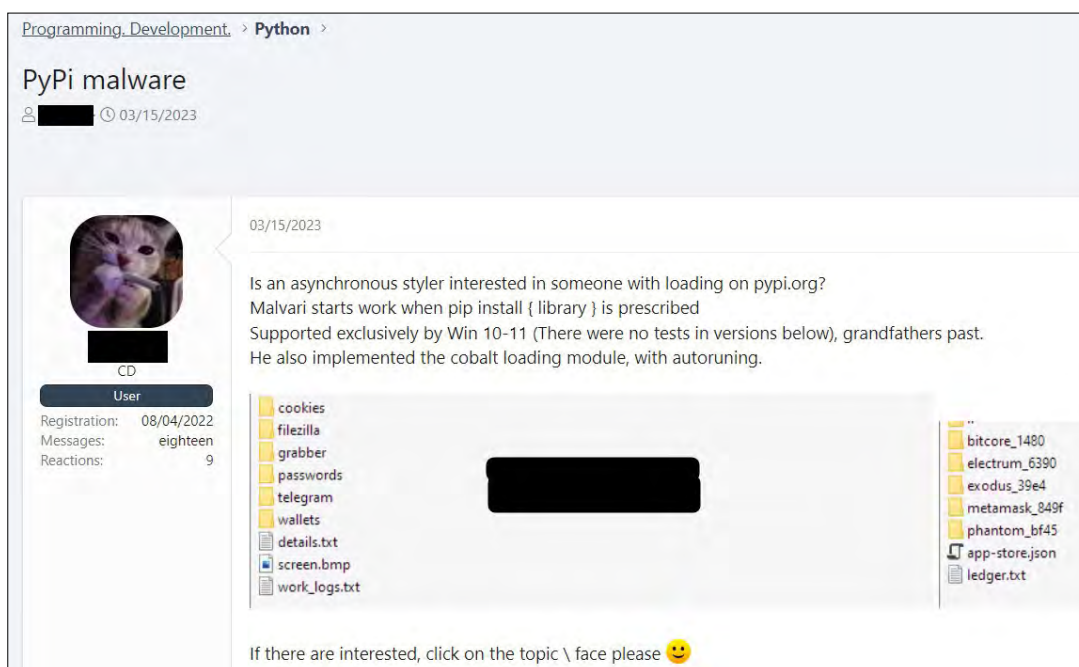 Programming. Development. > Python >
PyPi malware
03/15/2023
03/15/2023
Is an asynchronous styler interested in someone with loading on pypi.org?
Malvari starts work when pip install { library } is prescribed
Supported exclusively by Win 10-11 (There were no tests in versions below), grandfathers past.
He also implemented the cobalt loading module, with autoruning.
CD
User
Registration: 08/04/2022
Messages: eighteen
Reactions: 9
cookies
filezilla
grabber
passwords
telegram
wallets
details.txt
screen.bmp
work_logs.txt
bitcore_1480
electrum_6390
exodus_39e4
metamask_849f
phantom_bf45
app-store.json
ledger.txt
If there are interested, click on the topic \ face please